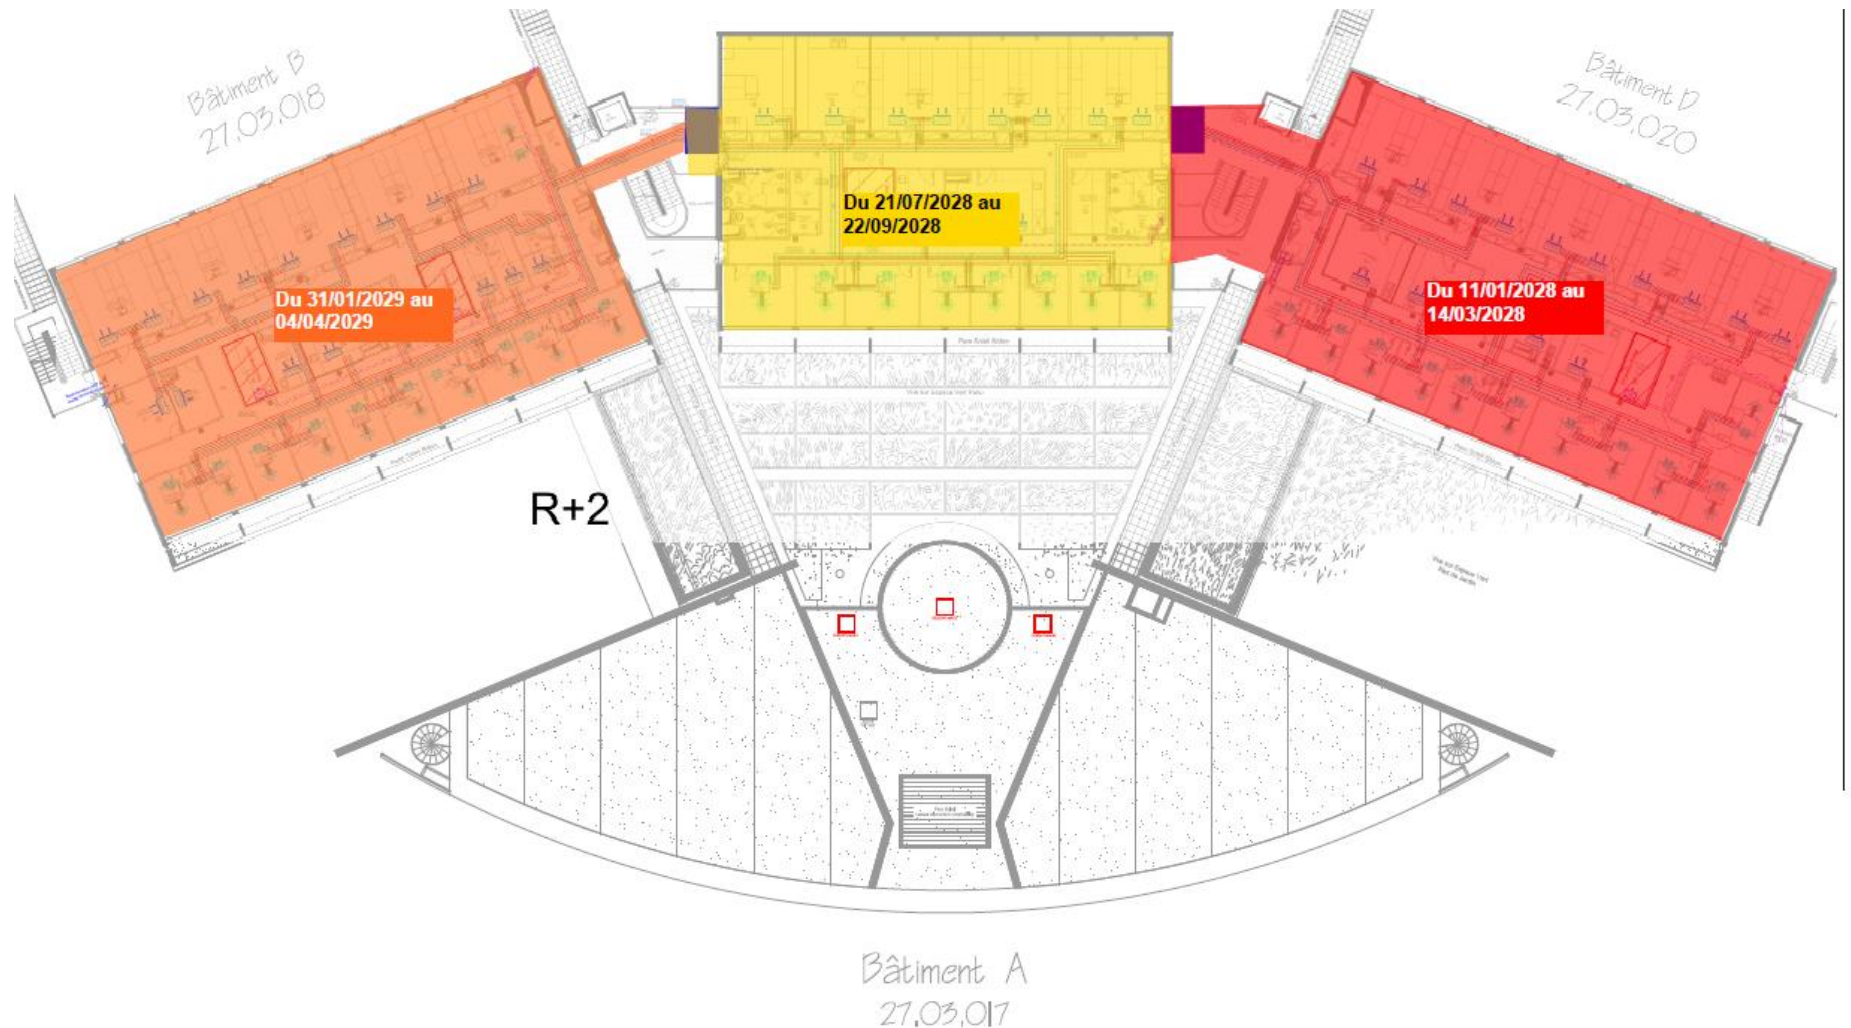 Bâtiment B
27.03.018
Bâtiment D
27.03.020
Du 21/07/2028 au
22/09/2028
Du 31/01/2029 au
04/04/2029
Du 11/01/2028 au
14/03/2028
R+2
Bâtiment A
27.03.017